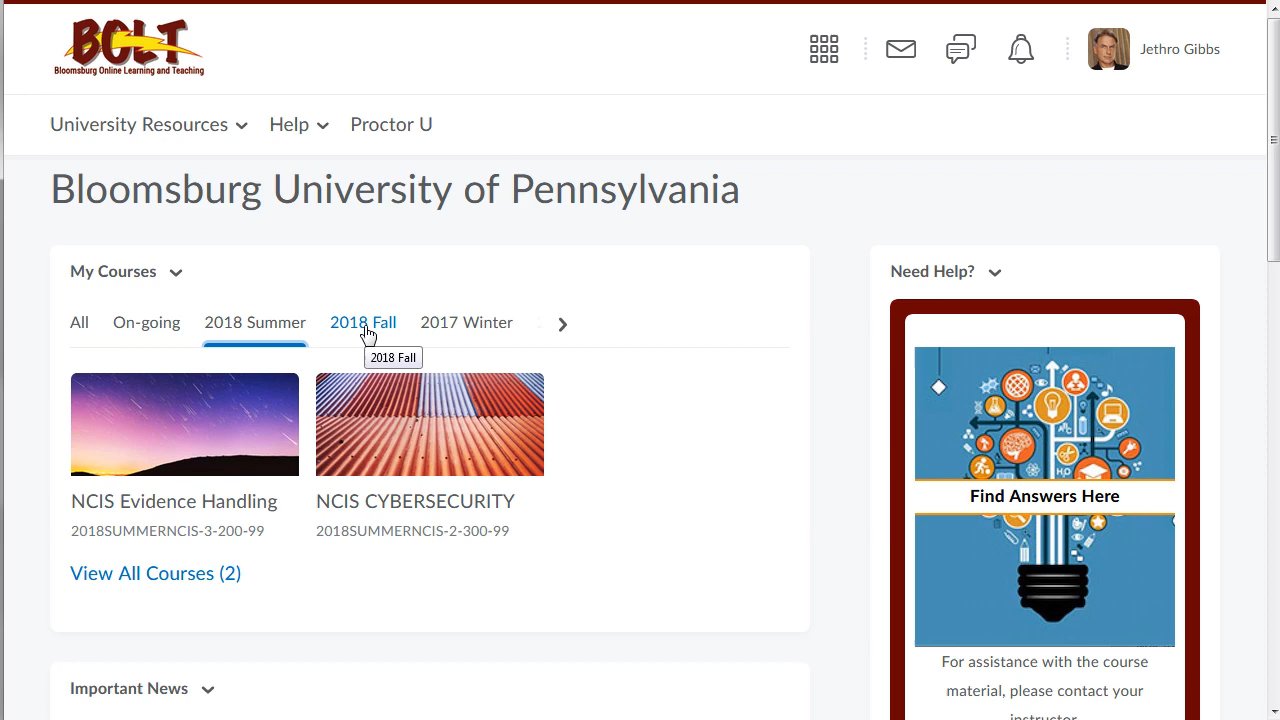 BOLT
Bloomsburg Online Learning and Teaching
Jethro Gibbs
University Resources
Help
Proctor U
Bloomsburg University of Pennsylvania
My Courses
All
On-going
2018 Summer
2018 Fall
2017 Winter
2018 Fall
NCIS Evidence Handling
2018SUMMERNCIS-3-200-99
NCIS CYBERSECURITY
2018SUMMERNCIS-2-300-99
View All Courses (2)
Important News
Need Help?
Find Answers Here
For assistance with the course
material, please contact your
instructor